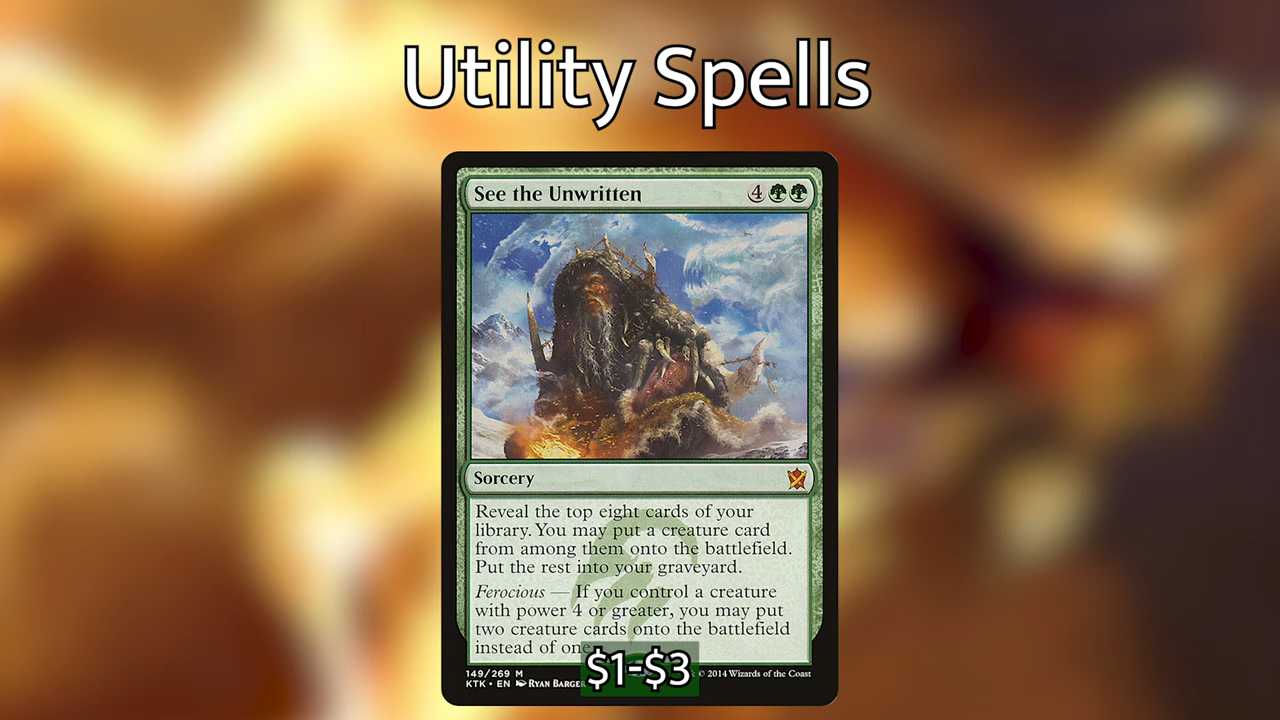 Utility Spells
See the Unwritten 4
Sorcery
Reveal the top eight cards of your
library. You may put a creature card
from among them onto the battlefield.
Put the rest into your graveyard.
Ferocious — If you control a creature
with power 4 or greater, you may put
two creature cards onto the battlefield
instead of one
$1-$3
149/269 M
KTK • EN RYAN BARGER
© 2014 Wizards of the Coast